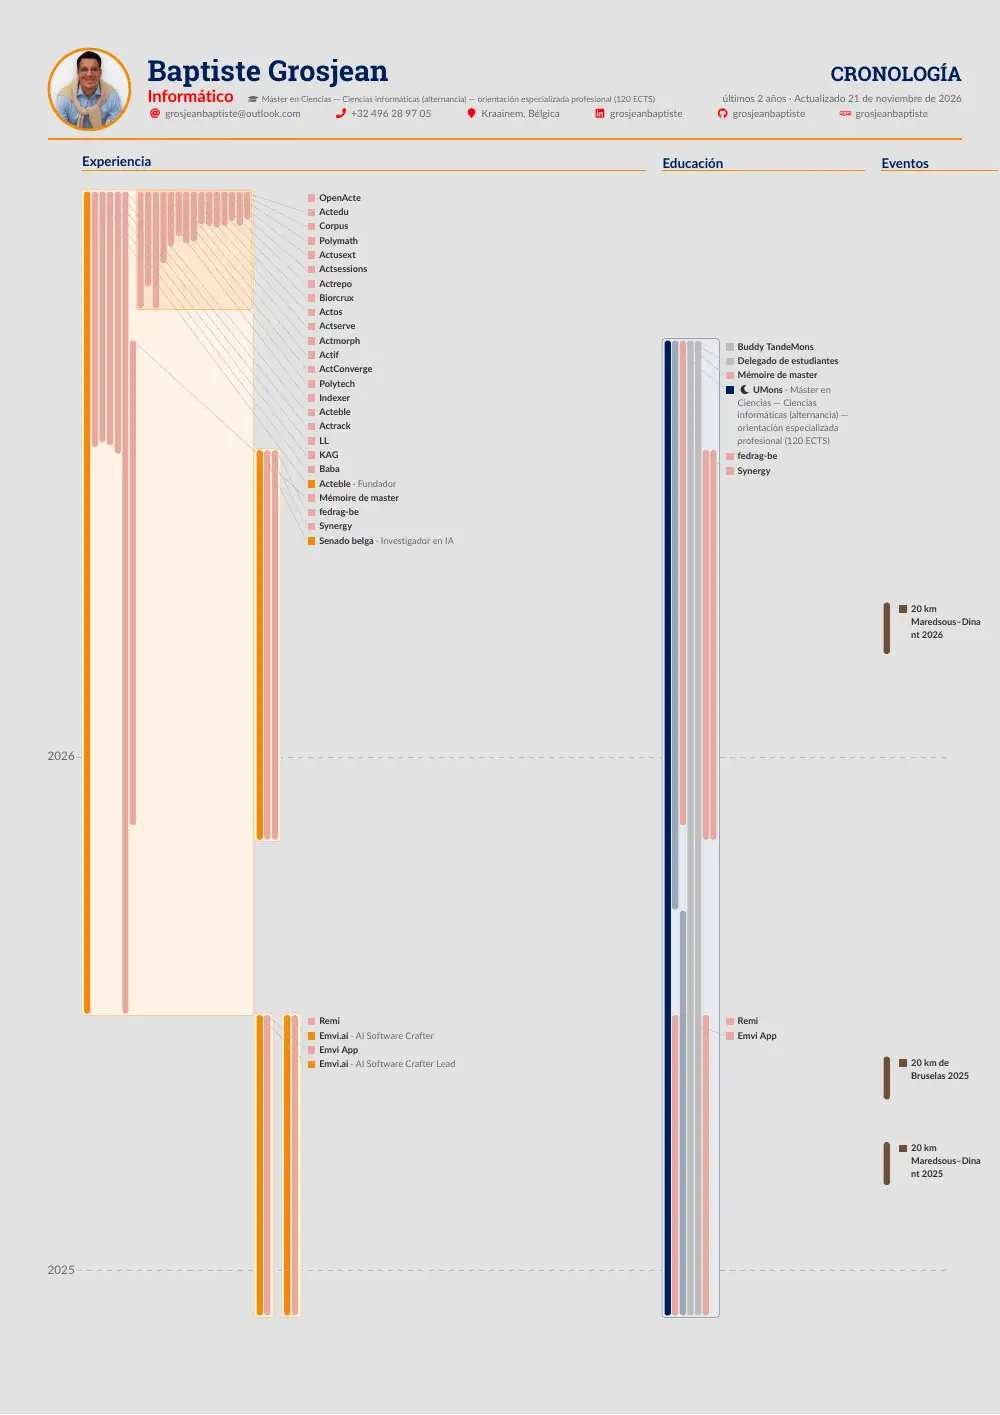 Baptiste Grosjean
CRONOLOGÍA
Informático
Máster en Ciencias — Ciencias informáticas (alternancia) — orientación especializada profesional (120 ECTS)
últimos 2 años · Actualizado 21 de noviembre de 2026
grosjeanbaptiste@outlook.com
+32 496 28 97 05
Kraainem, Bélgica
grosjeanbaptiste
grosjeanbaptiste
grosjeanbaptiste
Experiencia
OpenActe
Actedu
Corpus
Polymath
Actusext
Actsessions
Actrepo
Biorcrux
Actos
Actserve
Actmorph
Actif
ActConverge
Polytech
Indexer
Acteble
Actrack
LL
KAG
Baba
Acteble · Fundador
Mémoire de master
fedrag-be
Synergy
Senado belga · Investigador en IA
Remi
Emvi.ai · AI Software Crafter
Emvi App
Emvi.ai · AI Software Crafter Lead
Educación
Buddy TandeMons
Delegado de estudiantes
Mémoire de master
UMons · Máster en
Ciencias — Ciencias
informáticas (alternancia) —
orientación especializada
profesional (120 ECTS)
fedrag-be
Synergy
Remi
Emvi App
Eventos
20 km
Maredsous–Dina
nt 2026
20 km de
Bruselas 2025
20 km
Maredsous–Dina
nt 2025
2026
2025